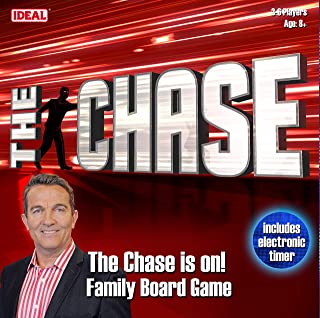 IDEAL
2-6 Players
Age: 8+
THE CHASE
The Chase is on!
Family Board Game
includes
electronic
timer